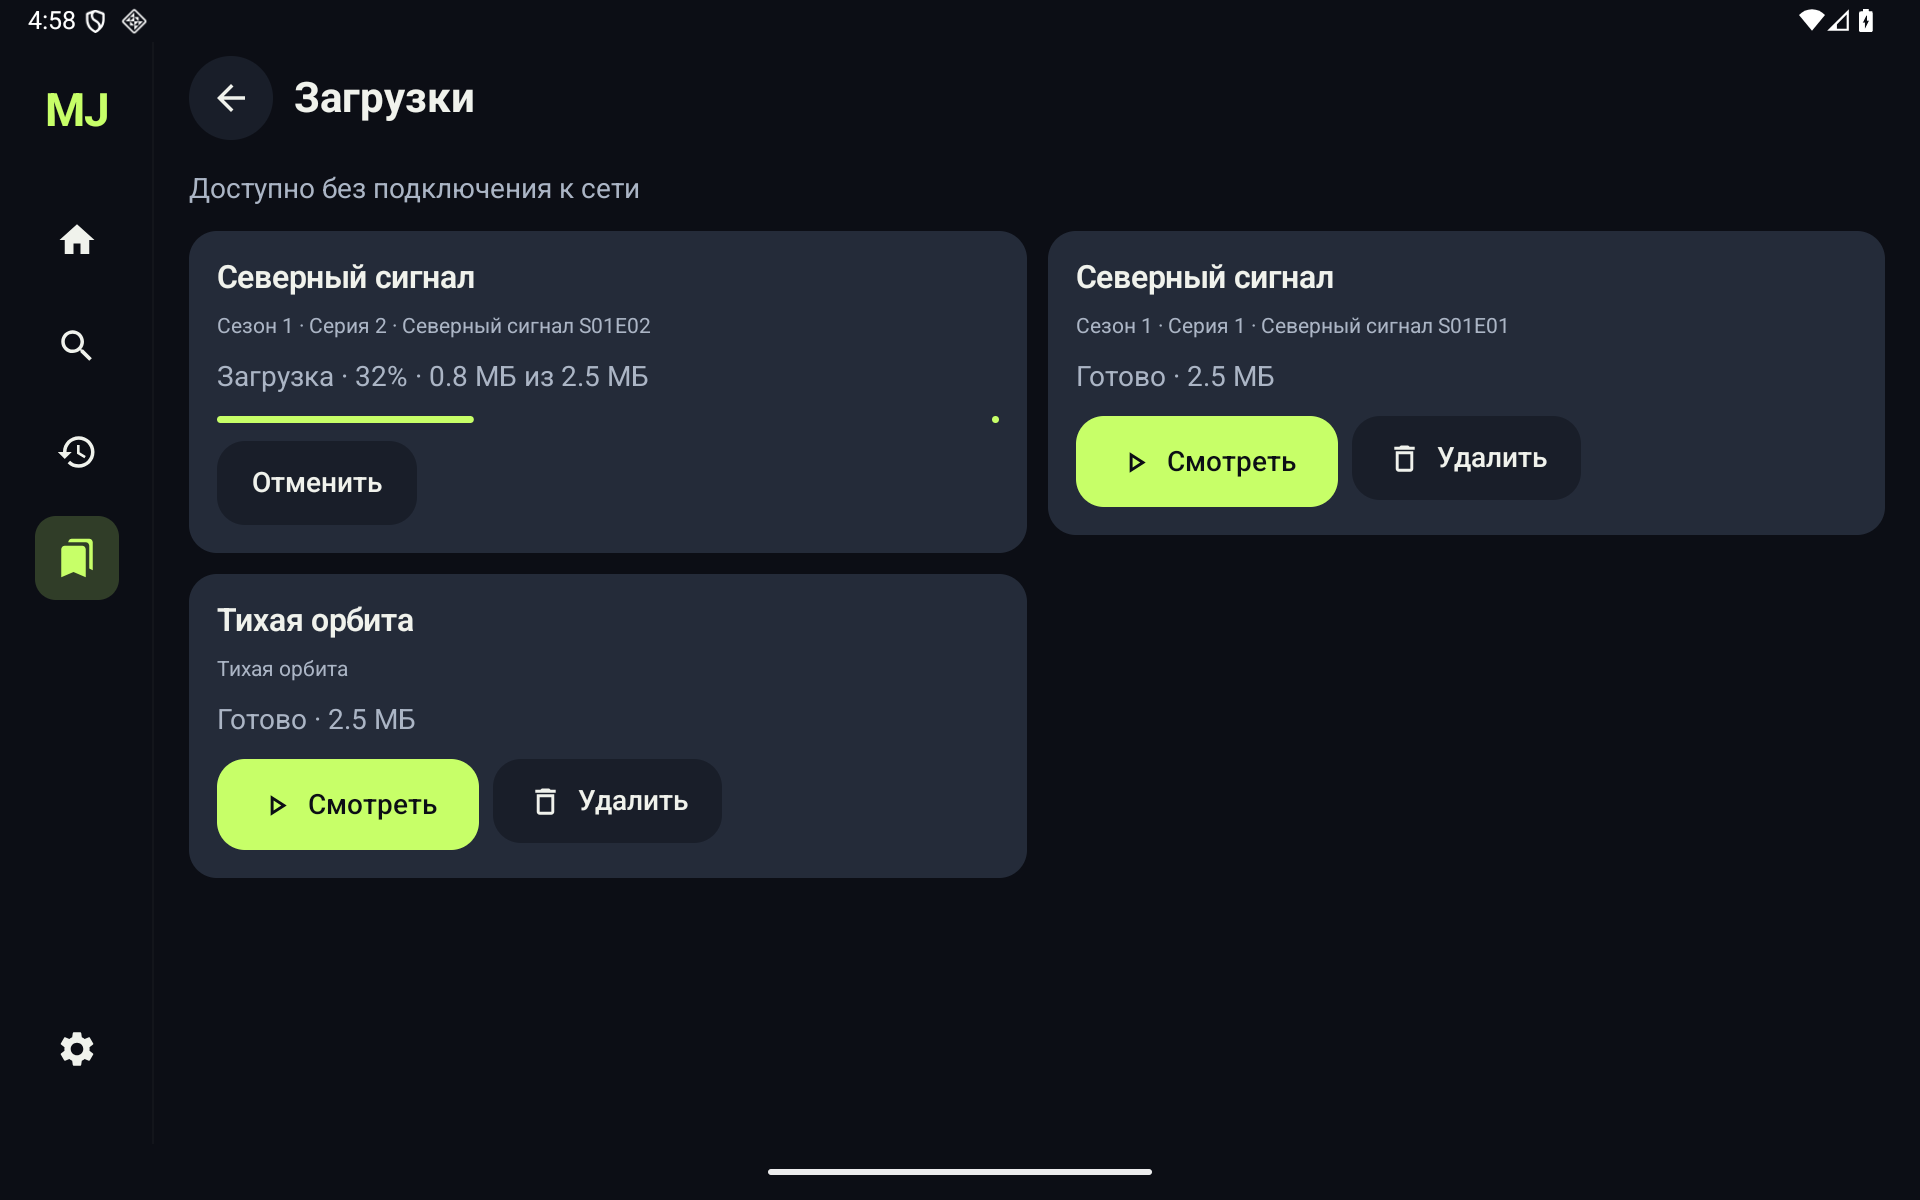 4:58
MJ
Загрузки
Доступно без подключения к сети
Северный сигнал
Сезон 1 · Серия 2 · Северный сигнал S01E02
Загрузка · 32% · 0.8 МБ из 2.5 МБ
Отменить
Северный сигнал
Сезон 1 · Серия 1 · Северный сигнал S01E01
Готово · 2.5 МБ
Смотреть
Удалить
Тихая орбита
Тихая орбита
Готово · 2.5 МБ
Смотреть
Удалить